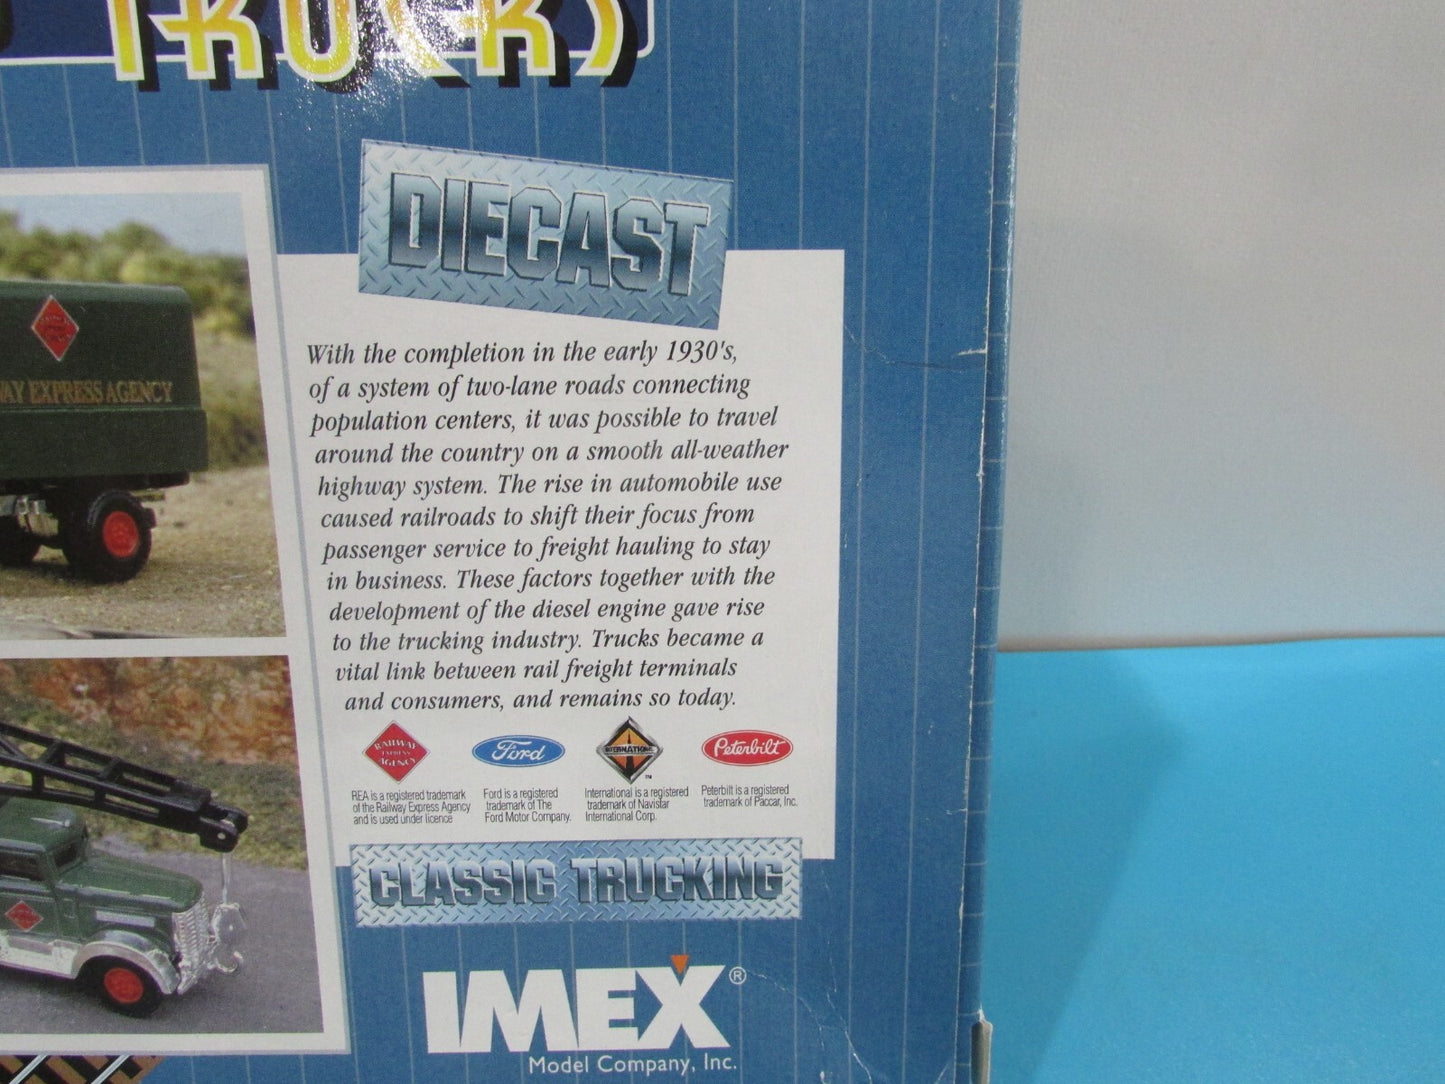 TRUCKS
DIECAST
With the completion in the early 1930's,
of a system of two-lane roads connecting
population centers, it was possible to travel
around the country on a smooth all-weather
highway system. The rise in automobile use
caused railroads to shift their focus from
passenger service to freight hauling to stay
in business. These factors together with the
development of the diesel engine gave rise
to the trucking industry. Trucks became a
vital link between rail freight terminals
and consumers, and remains so today.
EXPRESS AGENCY
RAILWAY
EXPRESS
AGENCY
Ford
INTERNATIONAL
TM
Peterbilt
REA is a registered trademark
of the Railway Express Agency
and is used under licence
Ford is a registered
trademark of The
Ford Motor Company.
International is a registered
trademark of Navistar
International Corp.
Peterbilt is a registered
trademark of Paccar, Inc.
CLASSIC TRUCKING
IMEX®
Model Company, Inc.